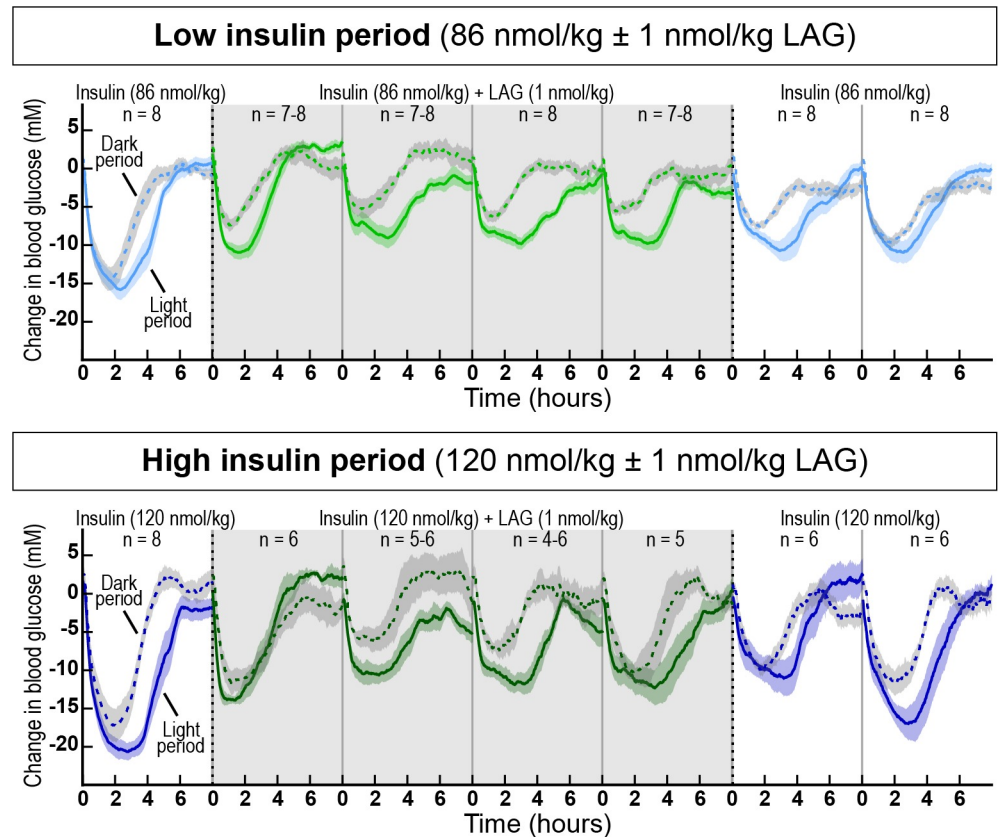 Low insulin period (86 nmol/kg ± 1 nmol/kg LAG)
Insulin (86 nmol/kg) Insulin (86 nmol/kg) + LAG (1 nmol/kg) Insulin (86 nmol/kg)
n = 8 n = 7-8 n = 7-8 n = 8 n = 7-8 n = 8 n = 8
Change in blood glucose (mM)
5
0
-5
-10
-15
-20
Dark
period
Light
period
0 2 4 6 0 2 4 6 0 2 4 6 0 2 4 6 0 2 4 6 0 2 4 6 0 2 4 6
Time (hours)
High insulin period (120 nmol/kg ± 1 nmol/kg LAG)
Insulin (120 nmol/kg) Insulin (120 nmol/kg) + LAG (1 nmol/kg) Insulin (120 nmol/kg)
n = 8 n = 6 n = 5-6 n = 4-6 n = 5 n = 6 n = 6
Change in blood glucose (mM)
5
0
-5
-10
-15
-20
Dark
period
Light
period
0 2 4 6 0 2 4 6 0 2 4 6 0 2 4 6 0 2 4 6 0 2 4 6 0 2 4 6
Time (hours)